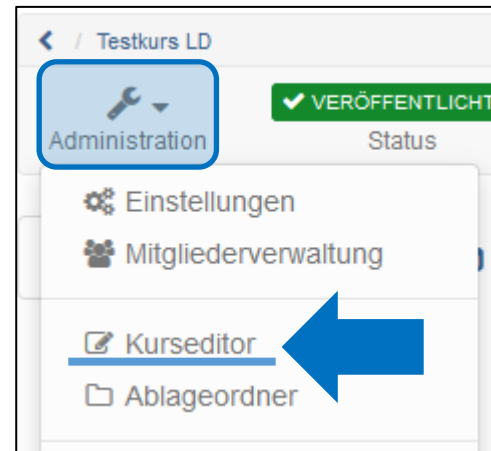 / Testkurs LD
VERÖFFENTLICHT
Administration
Status
Einstellungen
Mitgliederverwaltung
Kurseditor
Ablageordner